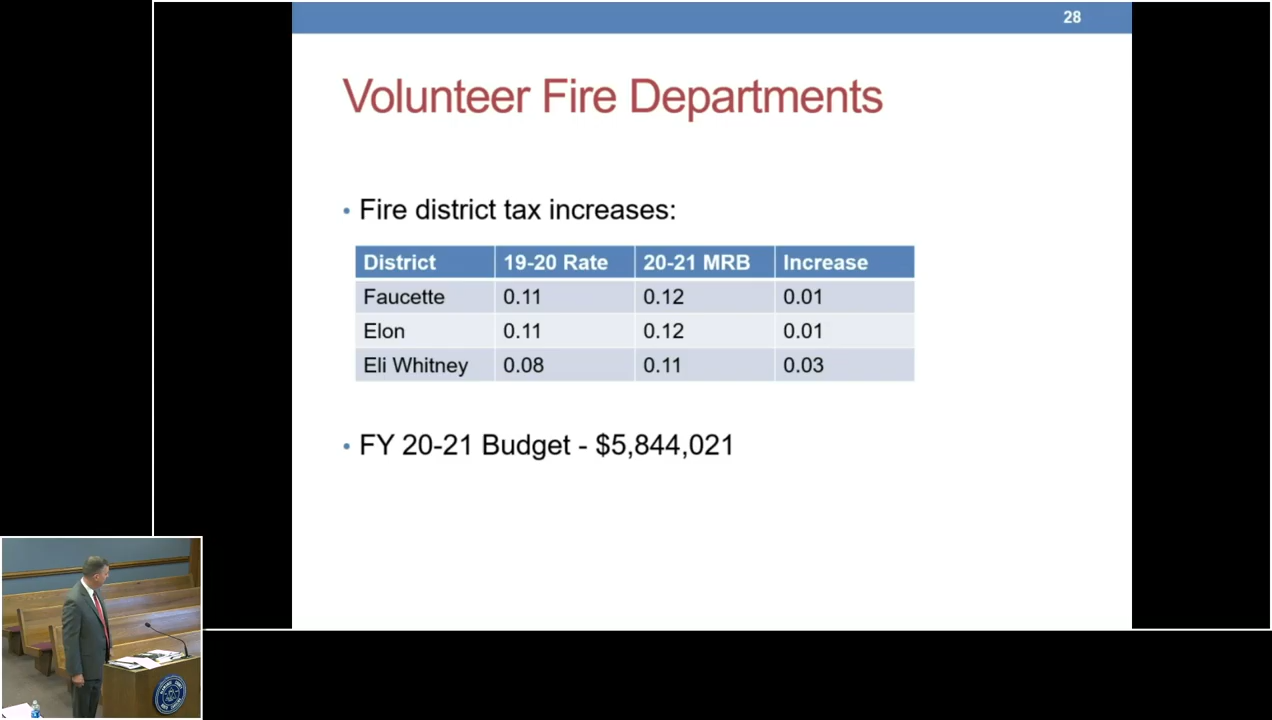 28
Volunteer Fire Departments
• Fire district tax increases:
District 19-20 Rate 20-21 MRB Increase
Faucette 0.11 0.12 0.01
Elon 0.11 0.12 0.01
Eli Whitney 0.08 0.11 0.03
• FY 20-21 Budget - $5,844,021